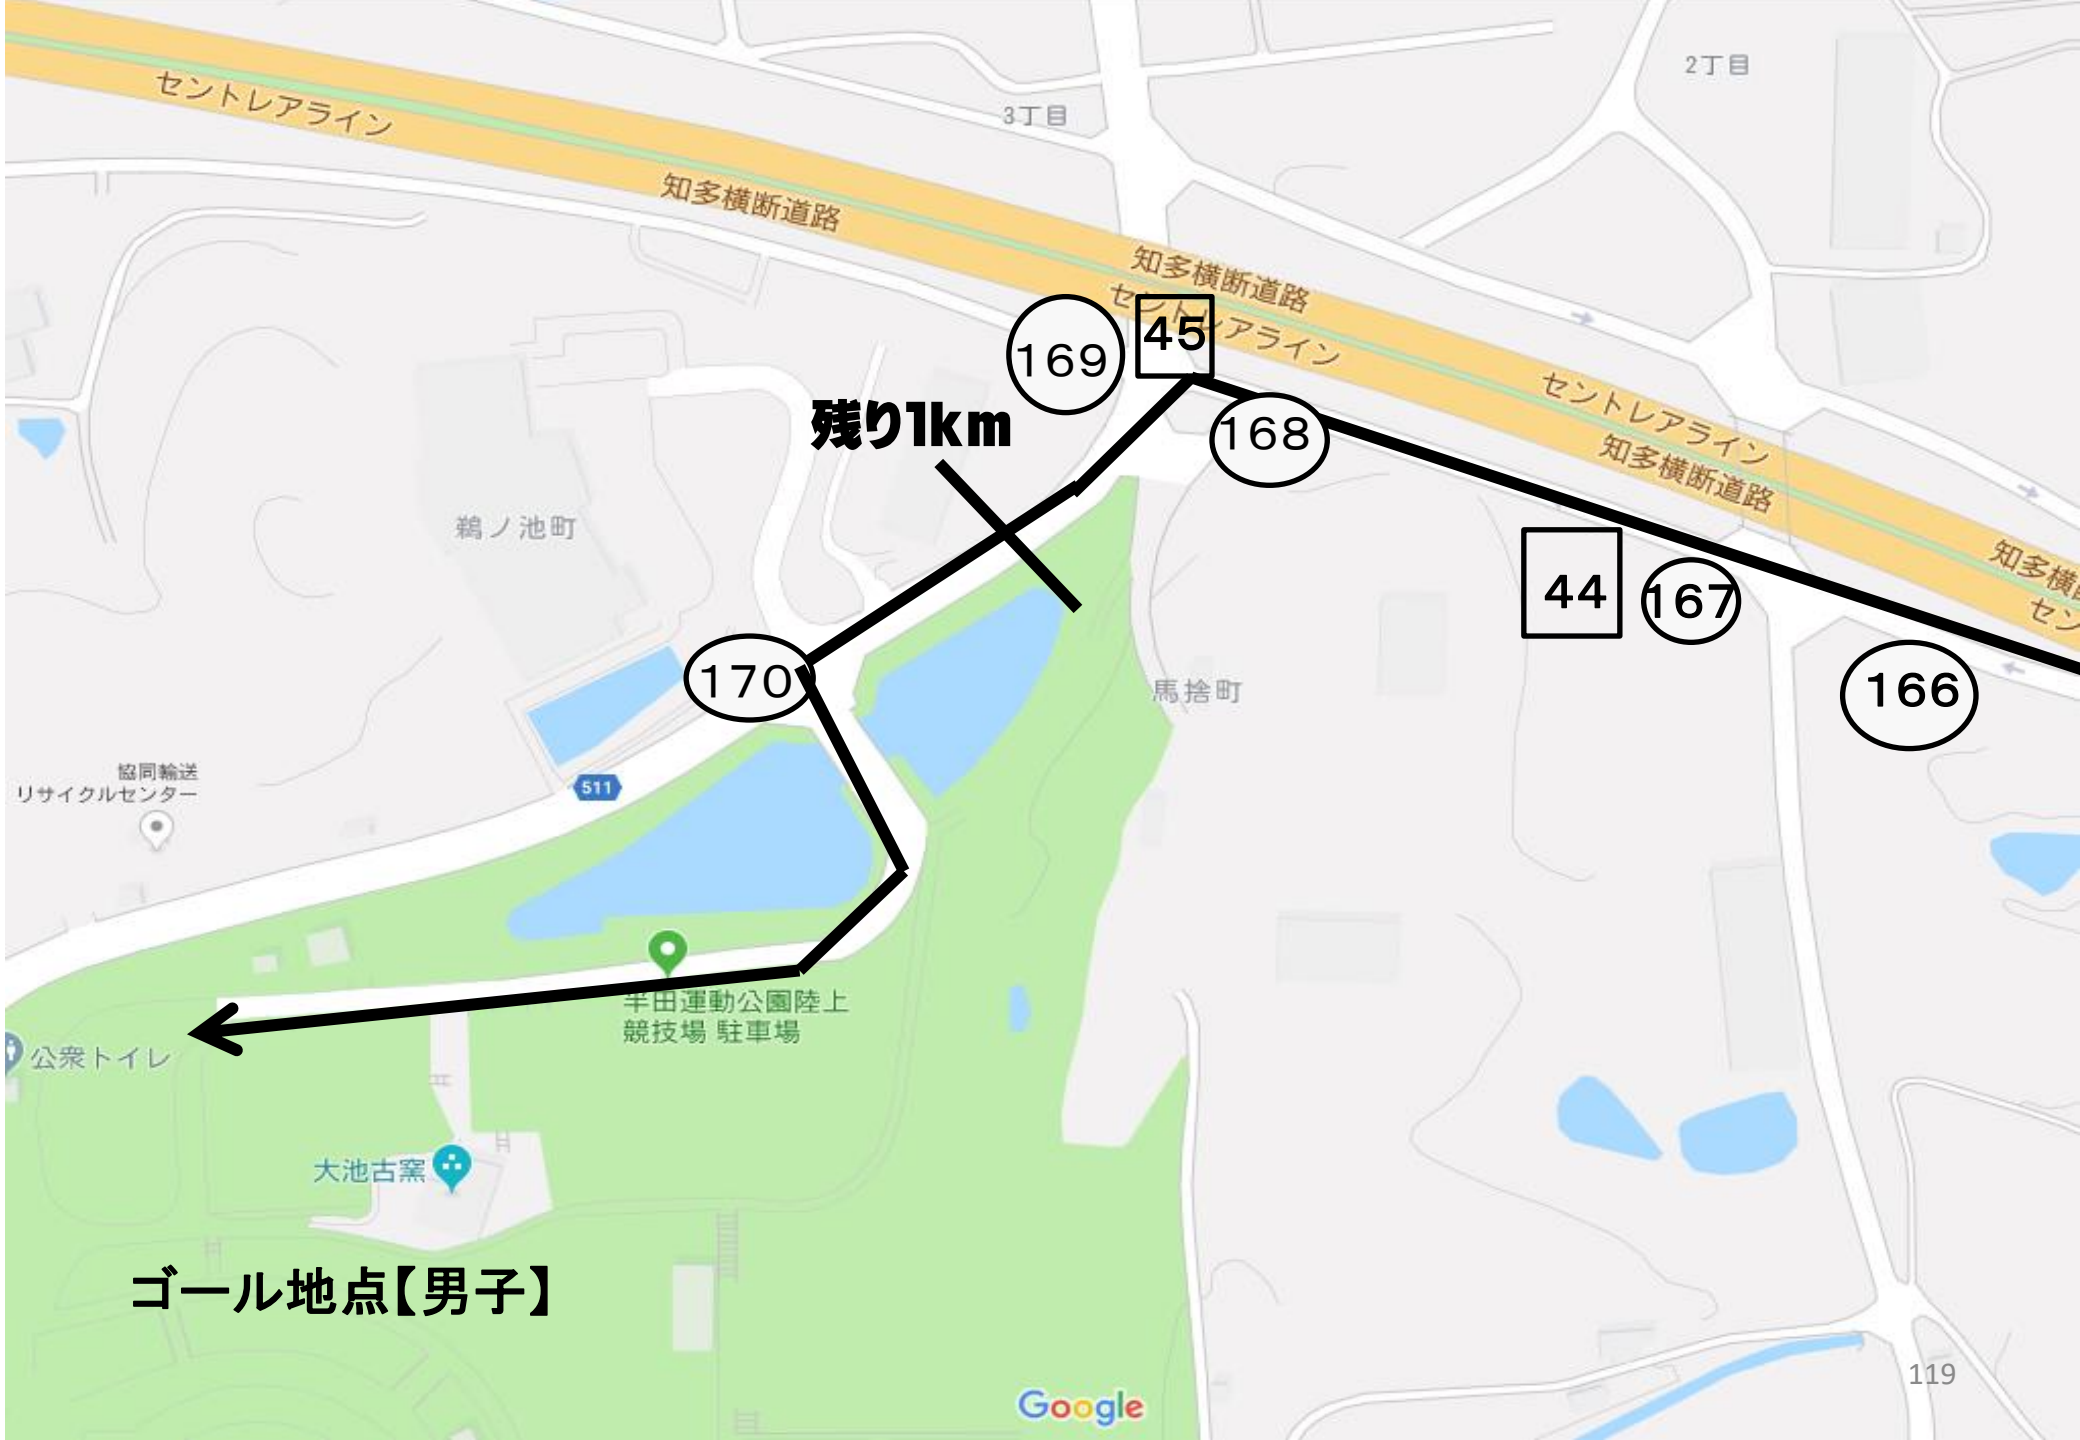 2丁目
セントレアライン
3丁目
知多横断道路
知多横断道路
セントレアライン
169
45
セントレアライン
残り1km
168
知多横断道路
鵜ノ池町
44
167
知多横
セン
170
馬捨町
166
協同輸送
リサイクルセンター
511
半田運動公園陸上
競技場 駐車場
公衆トイレ
大池古窯
ゴール地点【男子】
119
Google